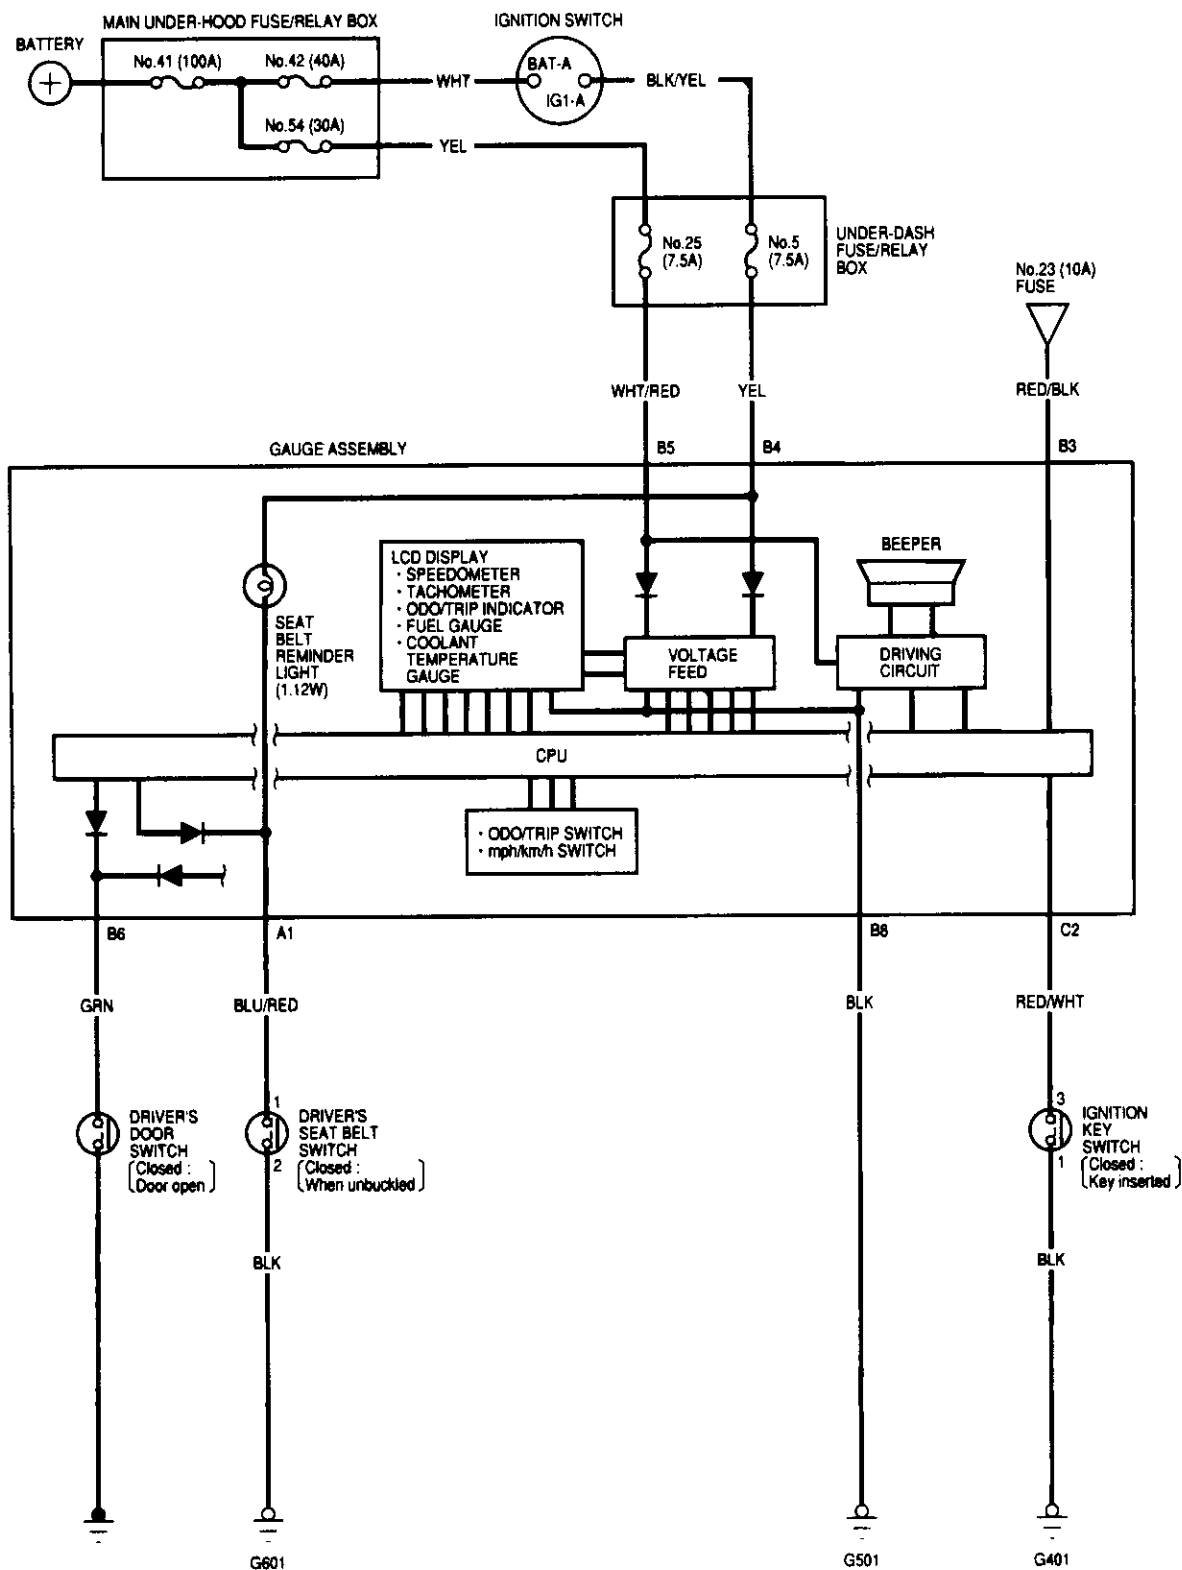 MAIN UNDER-HOOD FUSE/RELAY BOX
IGNITION SWITCH
BATTERY
No.41 (100A)
No.42 (40A)
BAT-A
WHT
BLK/YEL
IG1-A
No.54 (30A)
YEL
No.25
(7.5A)
No.5
(7.5A)
UNDER-DASH
FUSE/RELAY
BOX
No.23 (10A)
FUSE
WHT/RED
YEL
RED/BLK
GAUGE ASSEMBLY
B5
B4
B3
LCD DISPLAY
· SPEEDOMETER
· TACHOMETER
· ODO/TRIP INDICATOR
· FUEL GAUGE
· COOLANT
TEMPERATURE
GAUGE
BEEPER
SEAT
BELT
REMINDER
LIGHT
(1.12W)
VOLTAGE
FEED
DRIVING
CIRCUIT
CPU
· ODO/TRIP SWITCH
· mph/km/h SWITCH
B6
A1
B8
C2
GRN
BLU/RED
BLK
RED/WHT
DRIVER'S
DOOR
SWITCH
Closed :
Door open
1
2
DRIVER'S
SEAT BELT
SWITCH
Closed :
When unbuckled
3
1
IGNITION
KEY
SWITCH
Closed :
Key inserted
BLK
BLK
G601
G501
G401